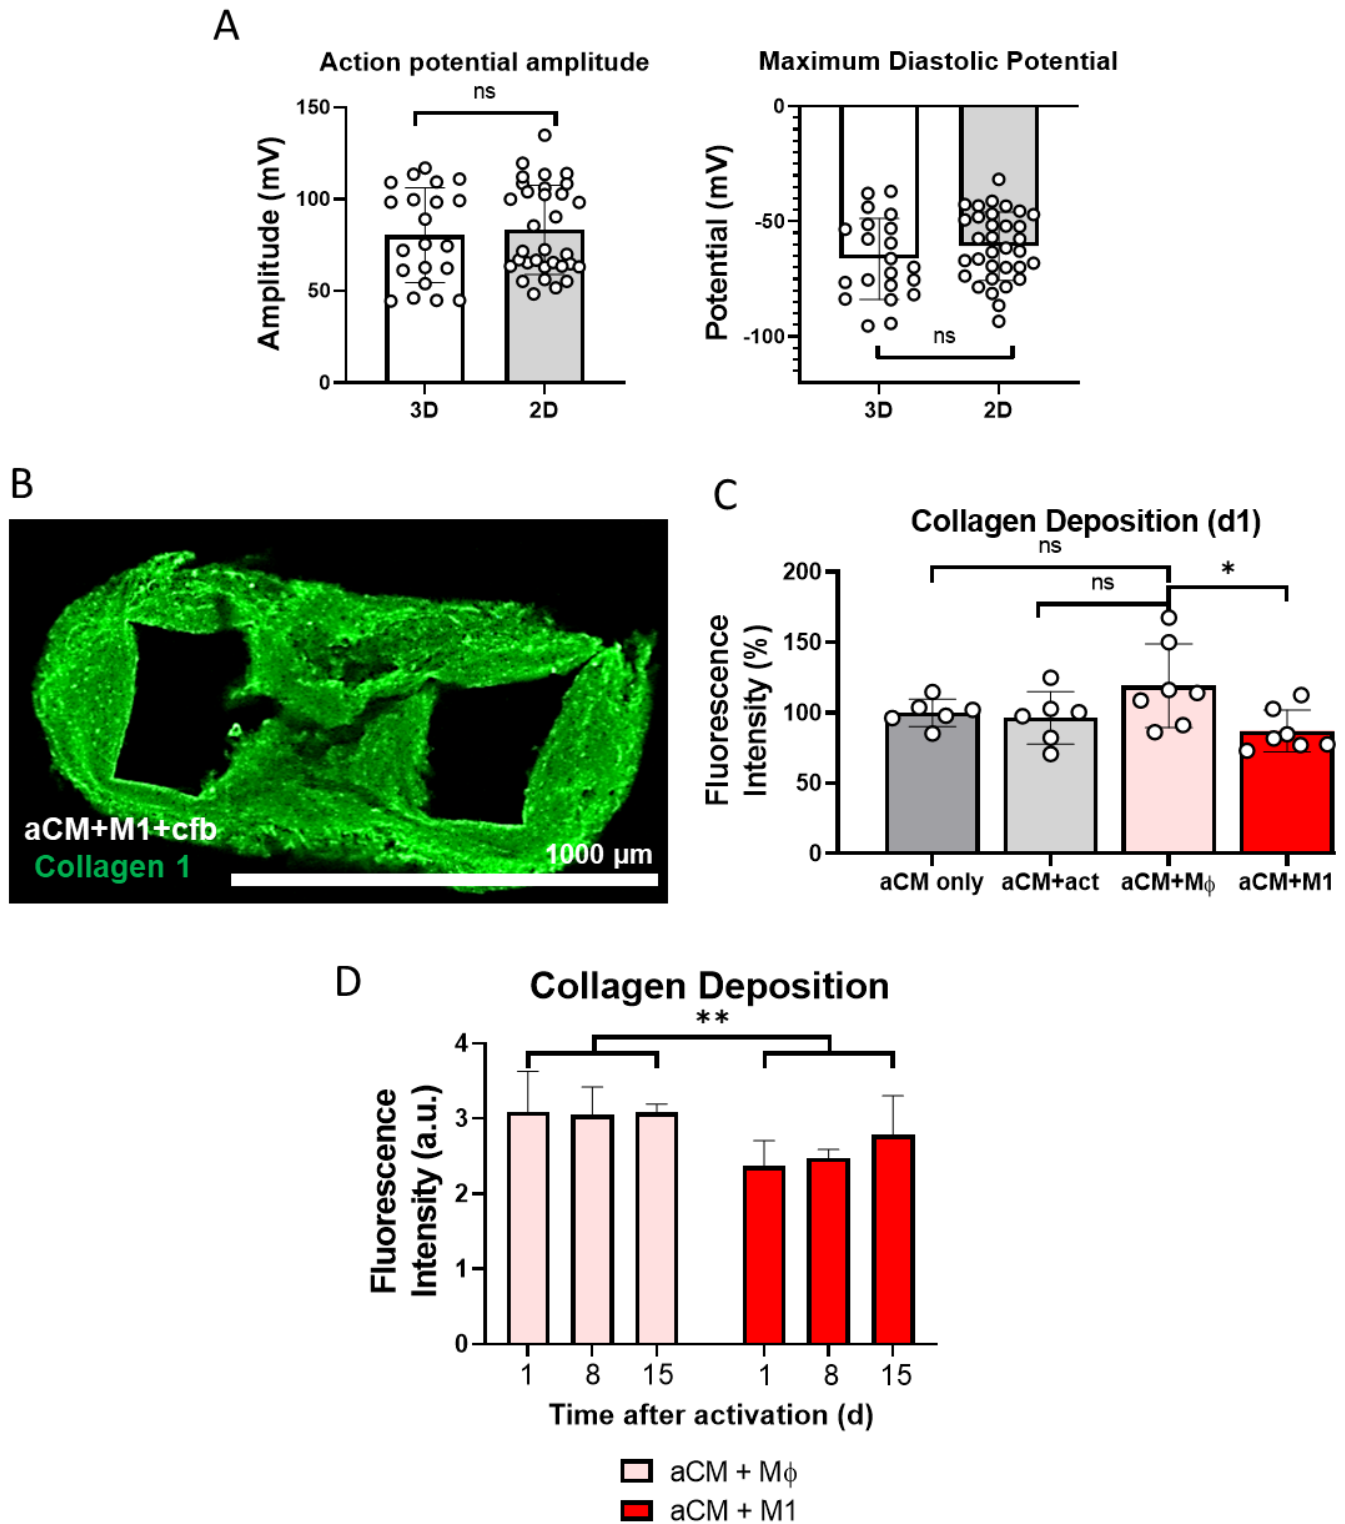 A
Action potential amplitude
ns
150
100
50
0
Amplitude (mV)
3D
2D
Maximum Diastolic Potential
0
-50
-100
Potential (mV)
ns
3D
2D
B
aCM+M1+cfb
Collagen 1
1000 µm
C
Collagen Deposition (d1)
ns
ns
*
200
150
100
50
0
Fluorescence
Intensity (%)
aCM only
aCM+act
aCM+Mϕ
aCM+M1
D
Collagen Deposition
**
4
3
2
1
0
Fluorescence
Intensity (a.u.)
1
8
15
1
8
15
Time after activation (d)
aCM + Mϕ
aCM + M1